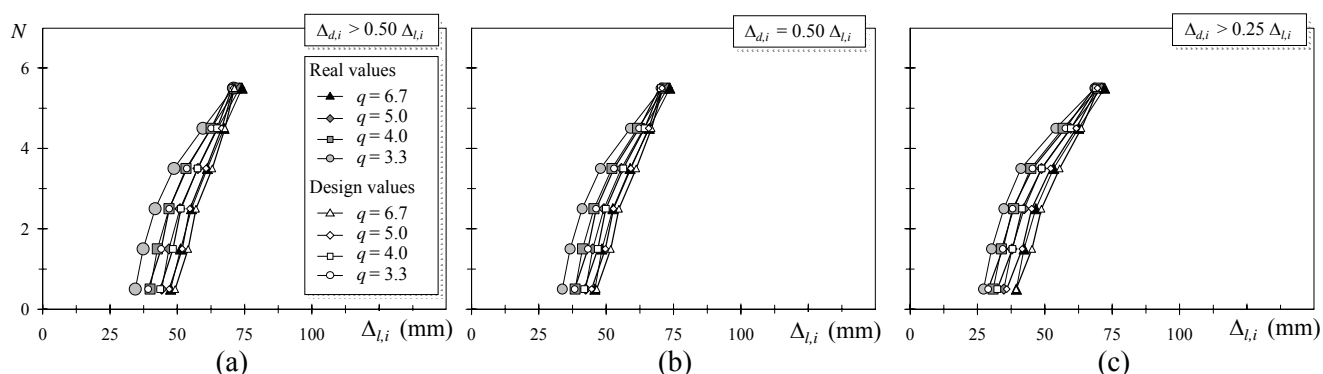 N
Δd,i > 0.50 Δl,i
6
4
2
0
Real values
q = 6.7
q = 5.0
q = 4.0
q = 3.3
Design values
q = 6.7
q = 5.0
q = 4.0
q = 3.3
0 25 50 75 100 Δl,i (mm)
(a)
Δd,i = 0.50 Δl,i
0 25 50 75 100 Δl,i (mm)
(b)
Δd,i > 0.25 Δl,i
0 25 50 75 100 Δl,i (mm)
(c)